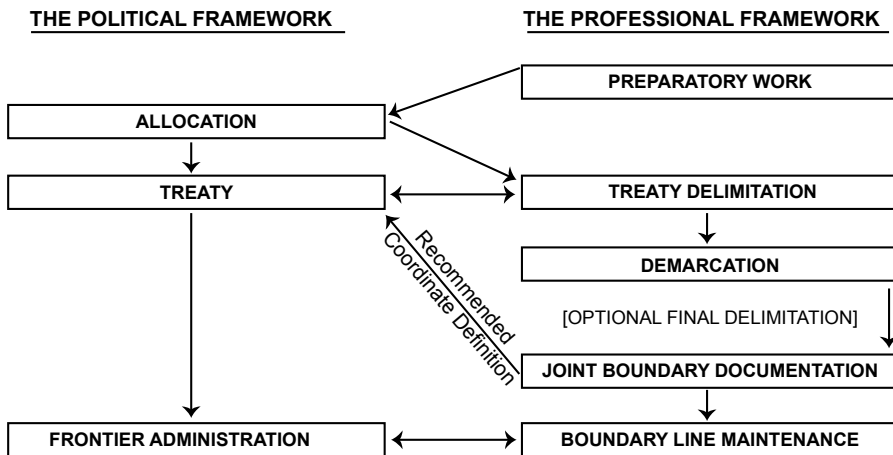 THE POLITICAL FRAMEWORK
THE PROFESSIONAL FRAMEWORK
PREPARATORY WORK
ALLOCATION
TREATY
TREATY DELIMITATION
Recommended
Coordinate Definition
DEMARCATION
[OPTIONAL FINAL DELIMITATION]
JOINT BOUNDARY DOCUMENTATION
FRONTIER ADMINISTRATION
BOUNDARY LINE MAINTENANCE